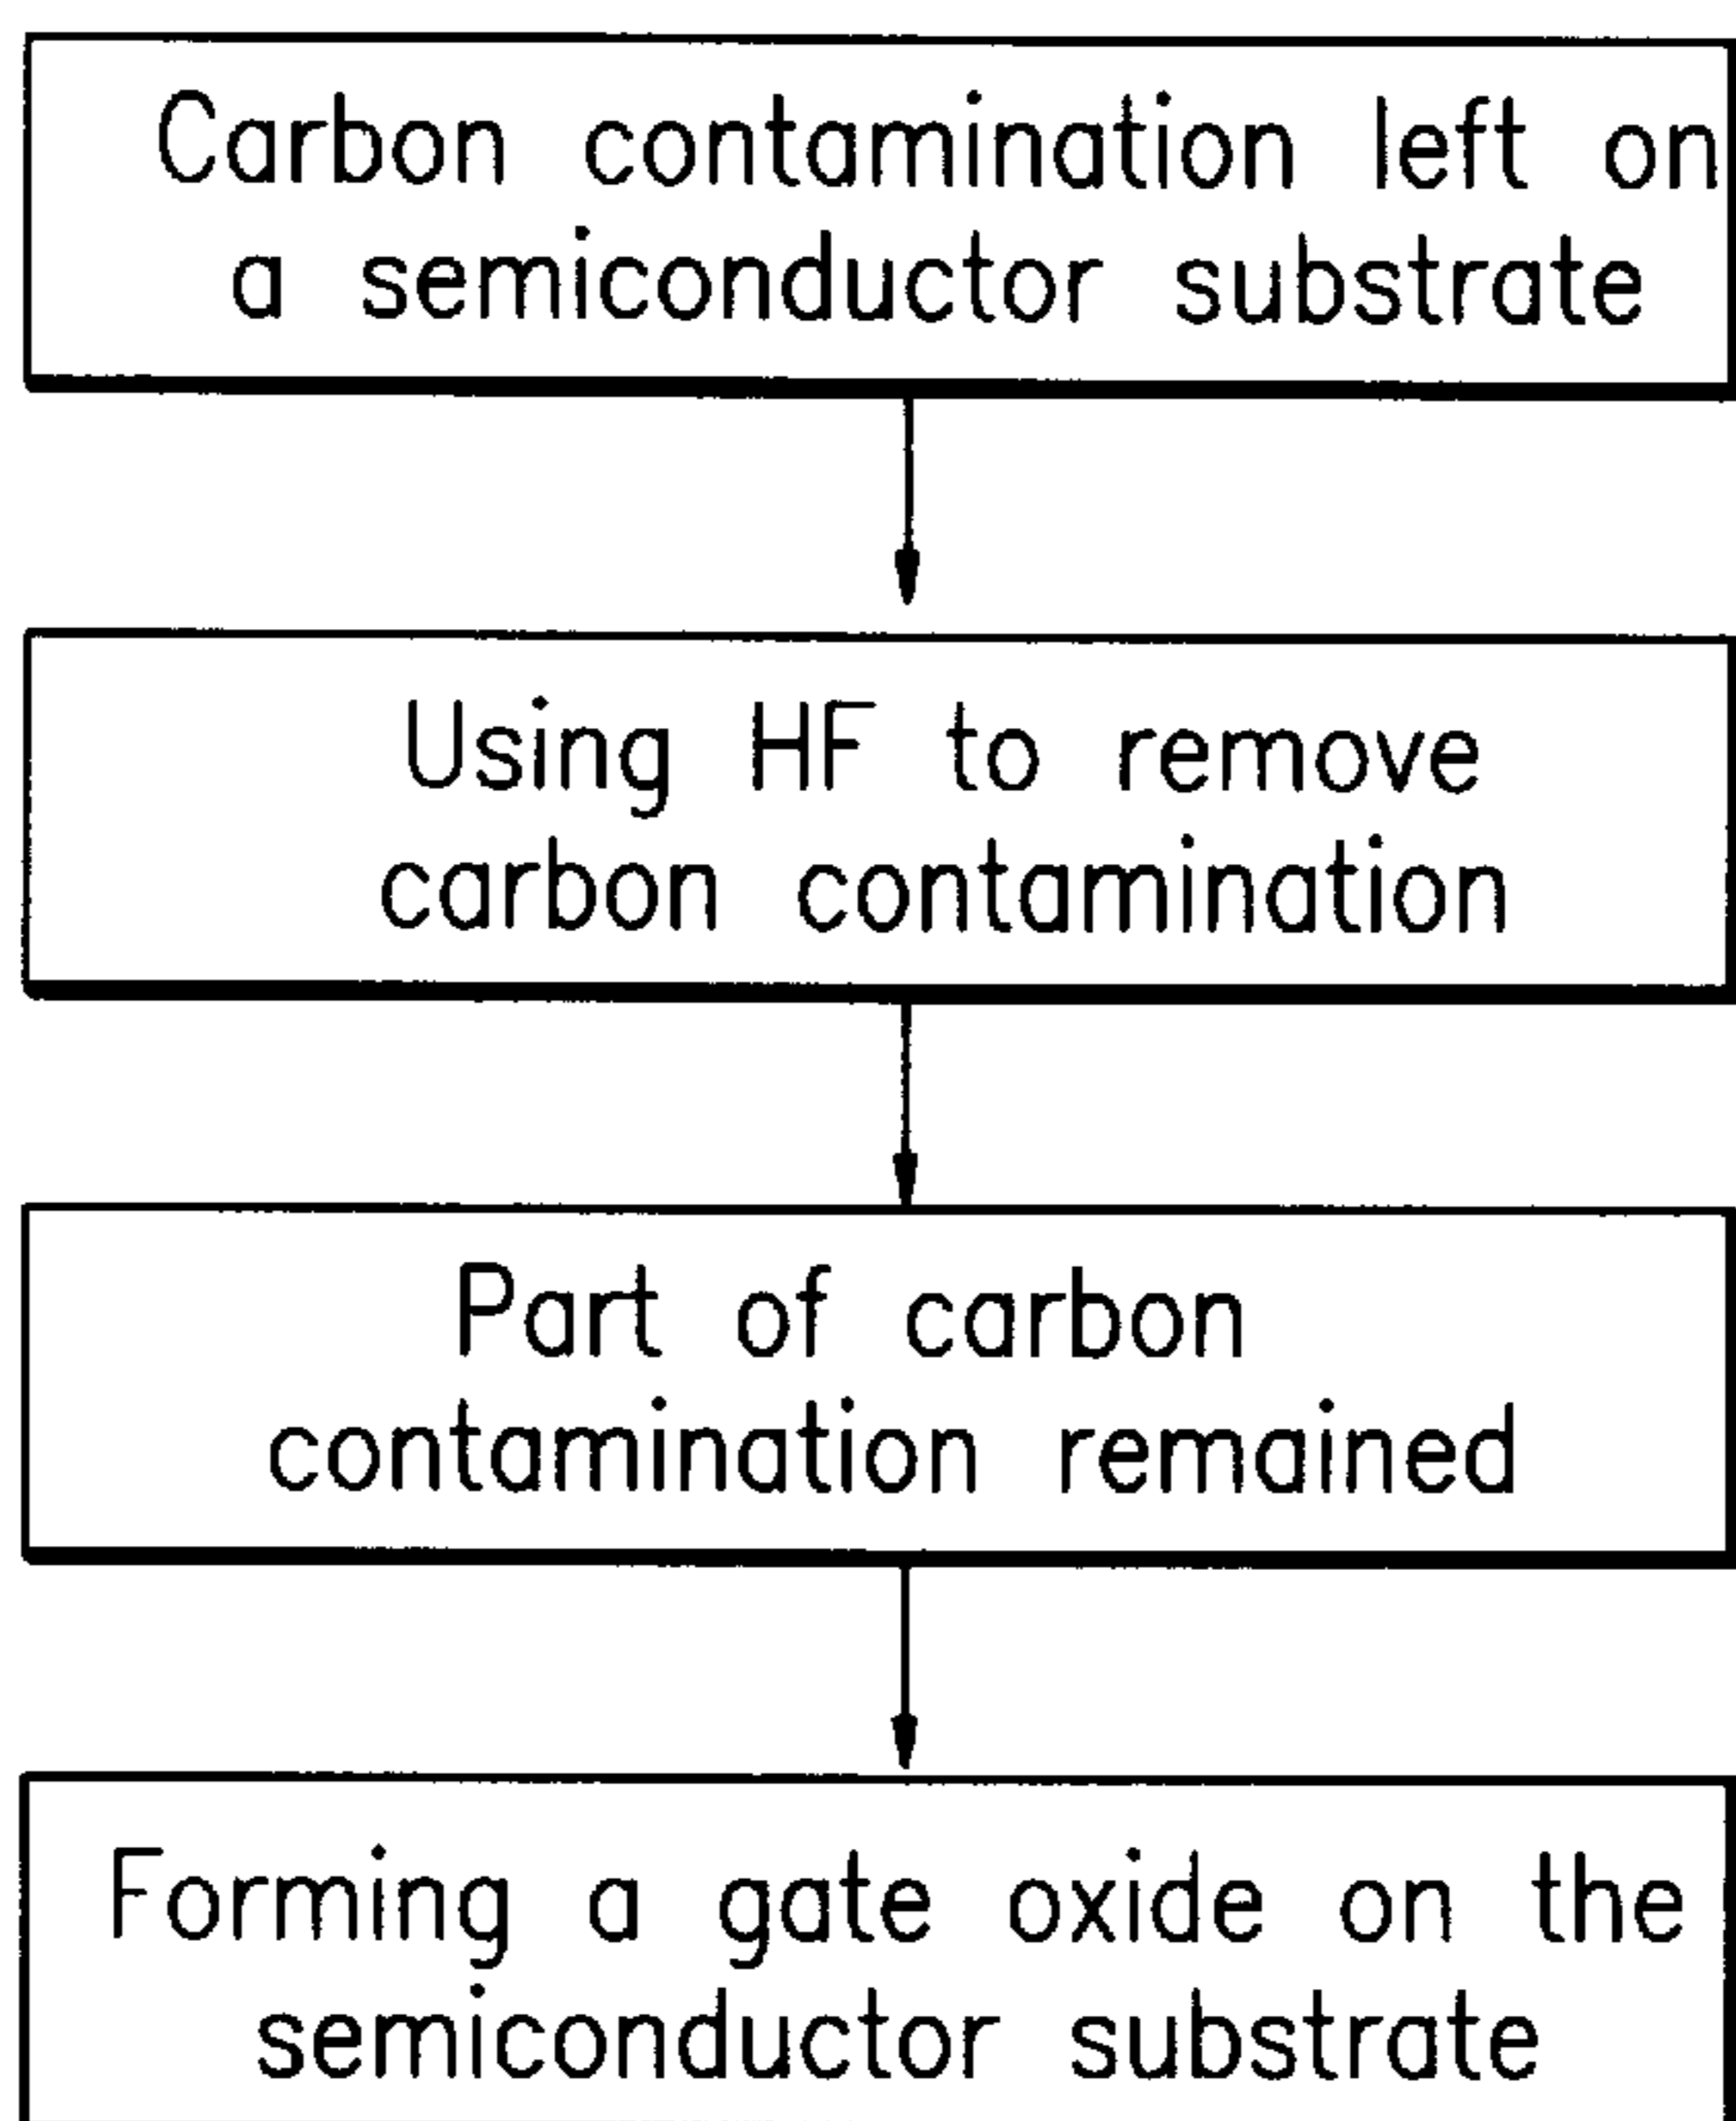 Carbon contamination left on
a semiconductor substrate
Using HF to remove
carbon contamination
Part of carbon
contamination remained
Forming a gate oxide on the
semiconductor substrate